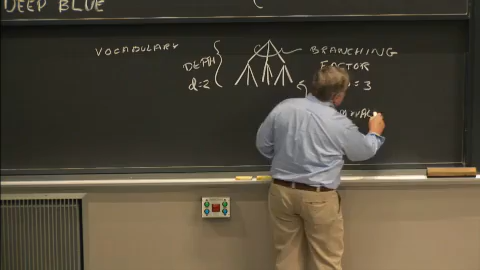 DEEP BLUE
VOCABULARY
BRANCHING
FACTOR
DEPTH
d=2
= 3